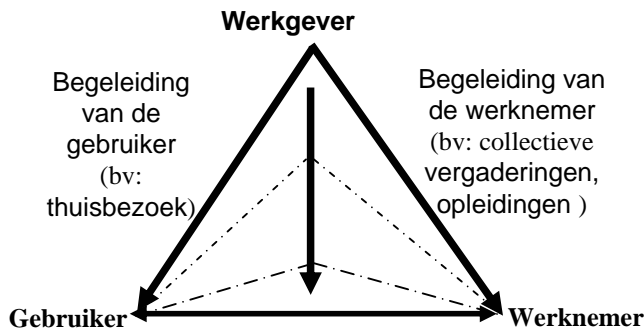 Werkgever
Begeleiding
van de
gebruiker
(bv:
thuisbezoek)
Begeleiding van
de werknemer
(bv: collectieve
vergaderingen,
opleidingen )
Gebruiker
Werknemer